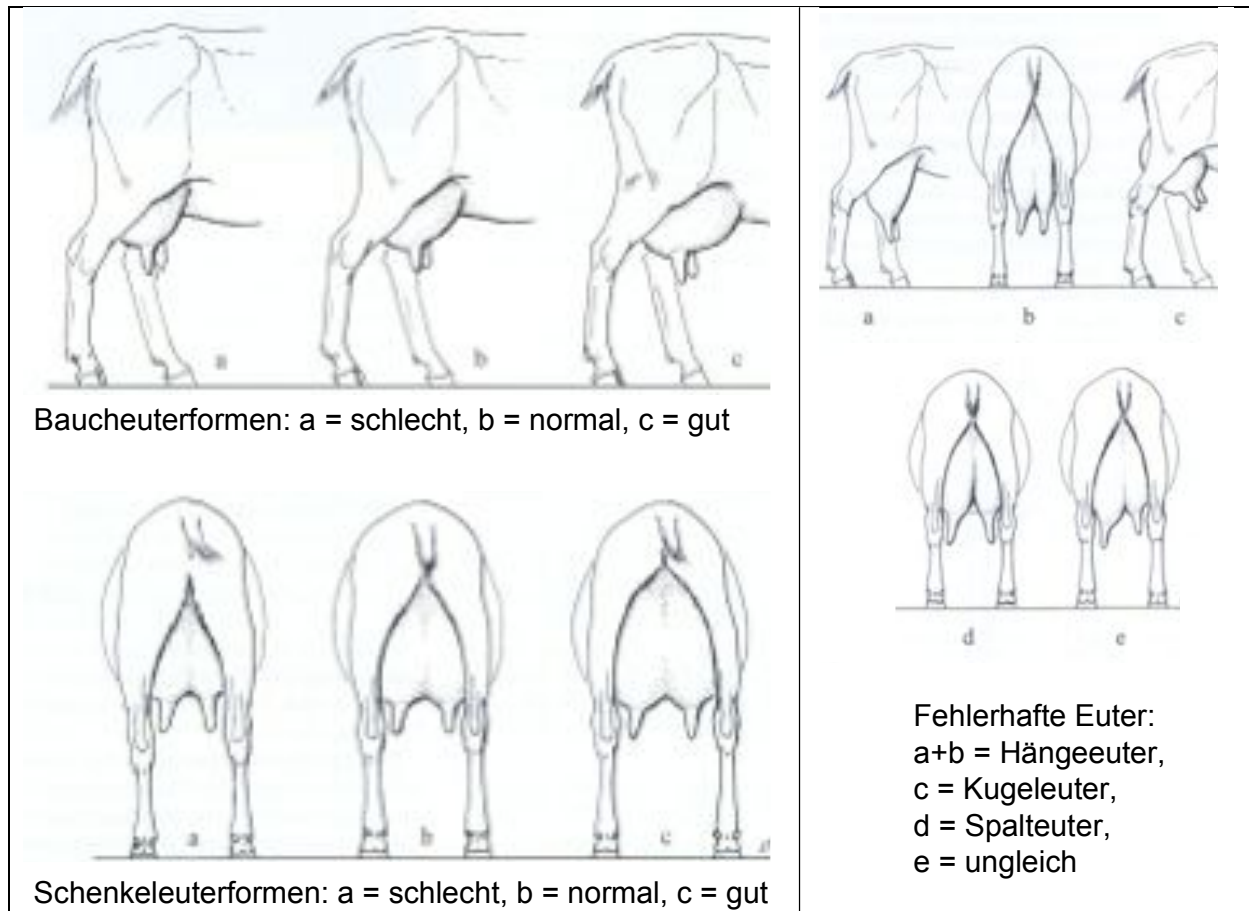 a b c
Baucheuterformen: a = schlecht, b = normal, c = gut
a b c
Schenkeleuterformen: a = schlecht, b = normal, c = gut
a b c
d e
Fehlerhafte Euter:
a+b = Hängeeuter,
c = Kugeleuter,
d = Spalteuter,
e = ungleich